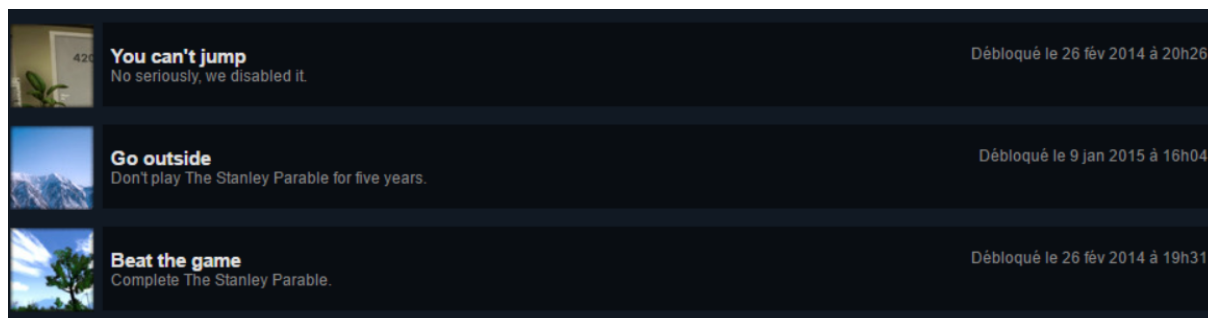 420
You can't jump
Débloqué le 26 fév 2014 à 20h26
No seriously, we disabled it.
Go outside
Débloqué le 9 jan 2015 à 16h04
Don't play The Stanley Parable for five years.
Beat the game
Débloqué le 26 fév 2014 à 19h31
Complete The Stanley Parable.